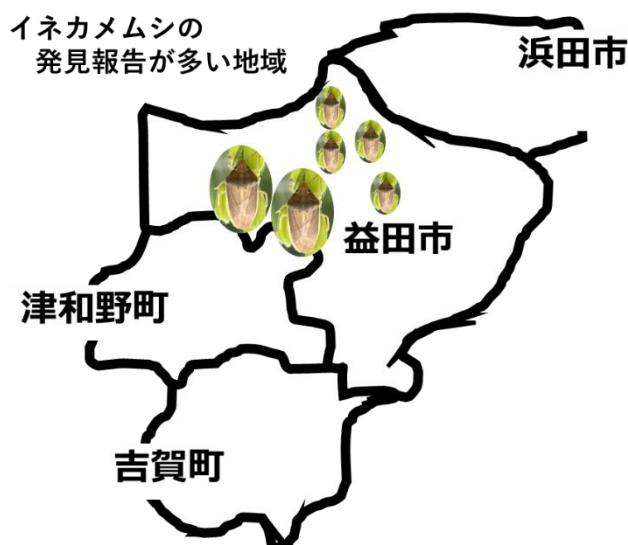 イネカメムシの
発見報告が多い地域
浜田市
益田市
津和野町
吉賀町